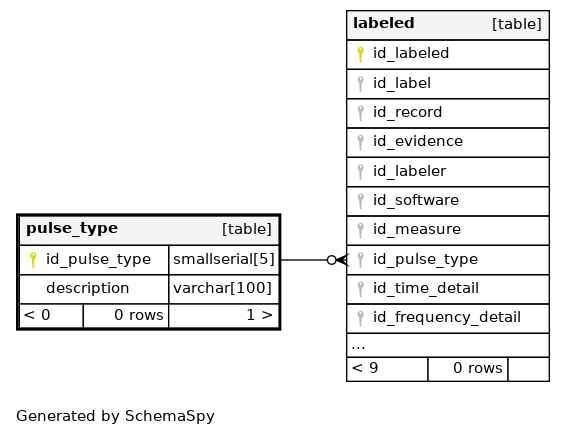 labeled [table]
id_labeled
id_label
id_record
id_evidence
id_labeler
id_software
id_measure
id_pulse_type
id_time_detail
id_frequency_detail
...
< 9 0 rows
pulse_type [table]
id_pulse_type smallserial[5]
description varchar[100]
< 0 0 rows 1 >
Generated by SchemaSpy